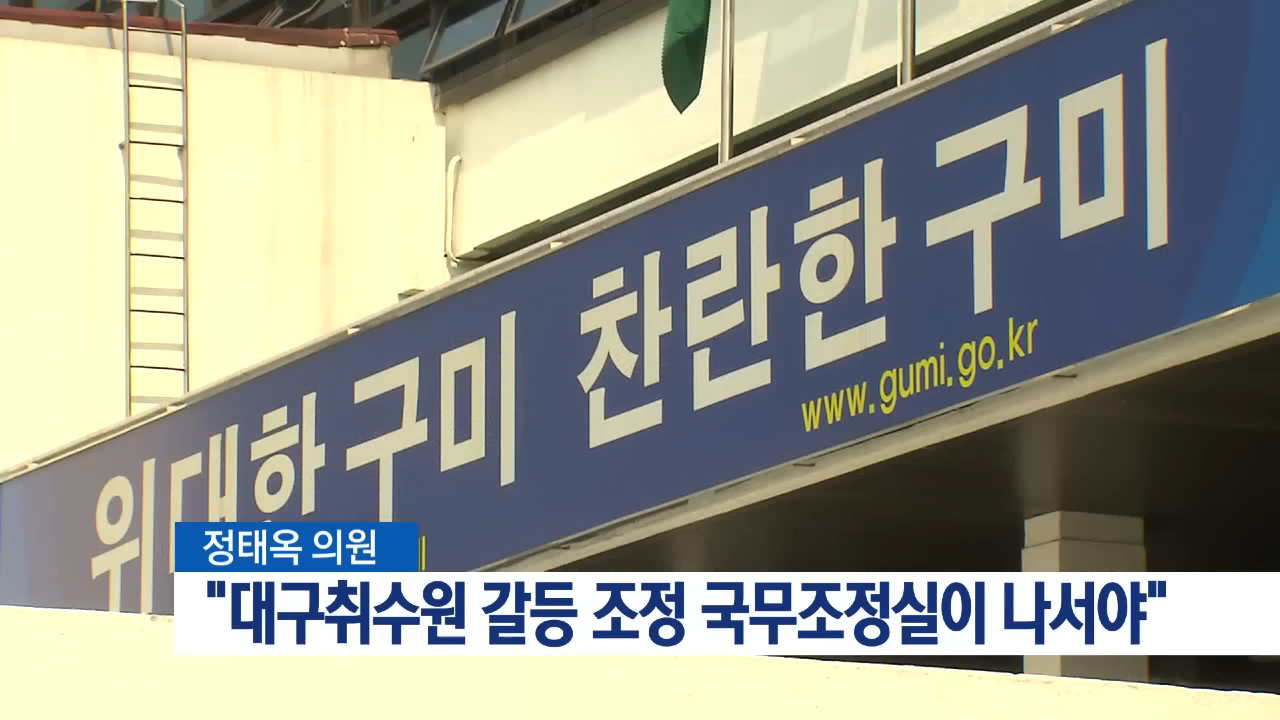 위대한 구미 찬란한 구미
www.gumi.go.kr
정태옥 의원
"대구취수원 갈등 조정 국무조정실이 나서야"